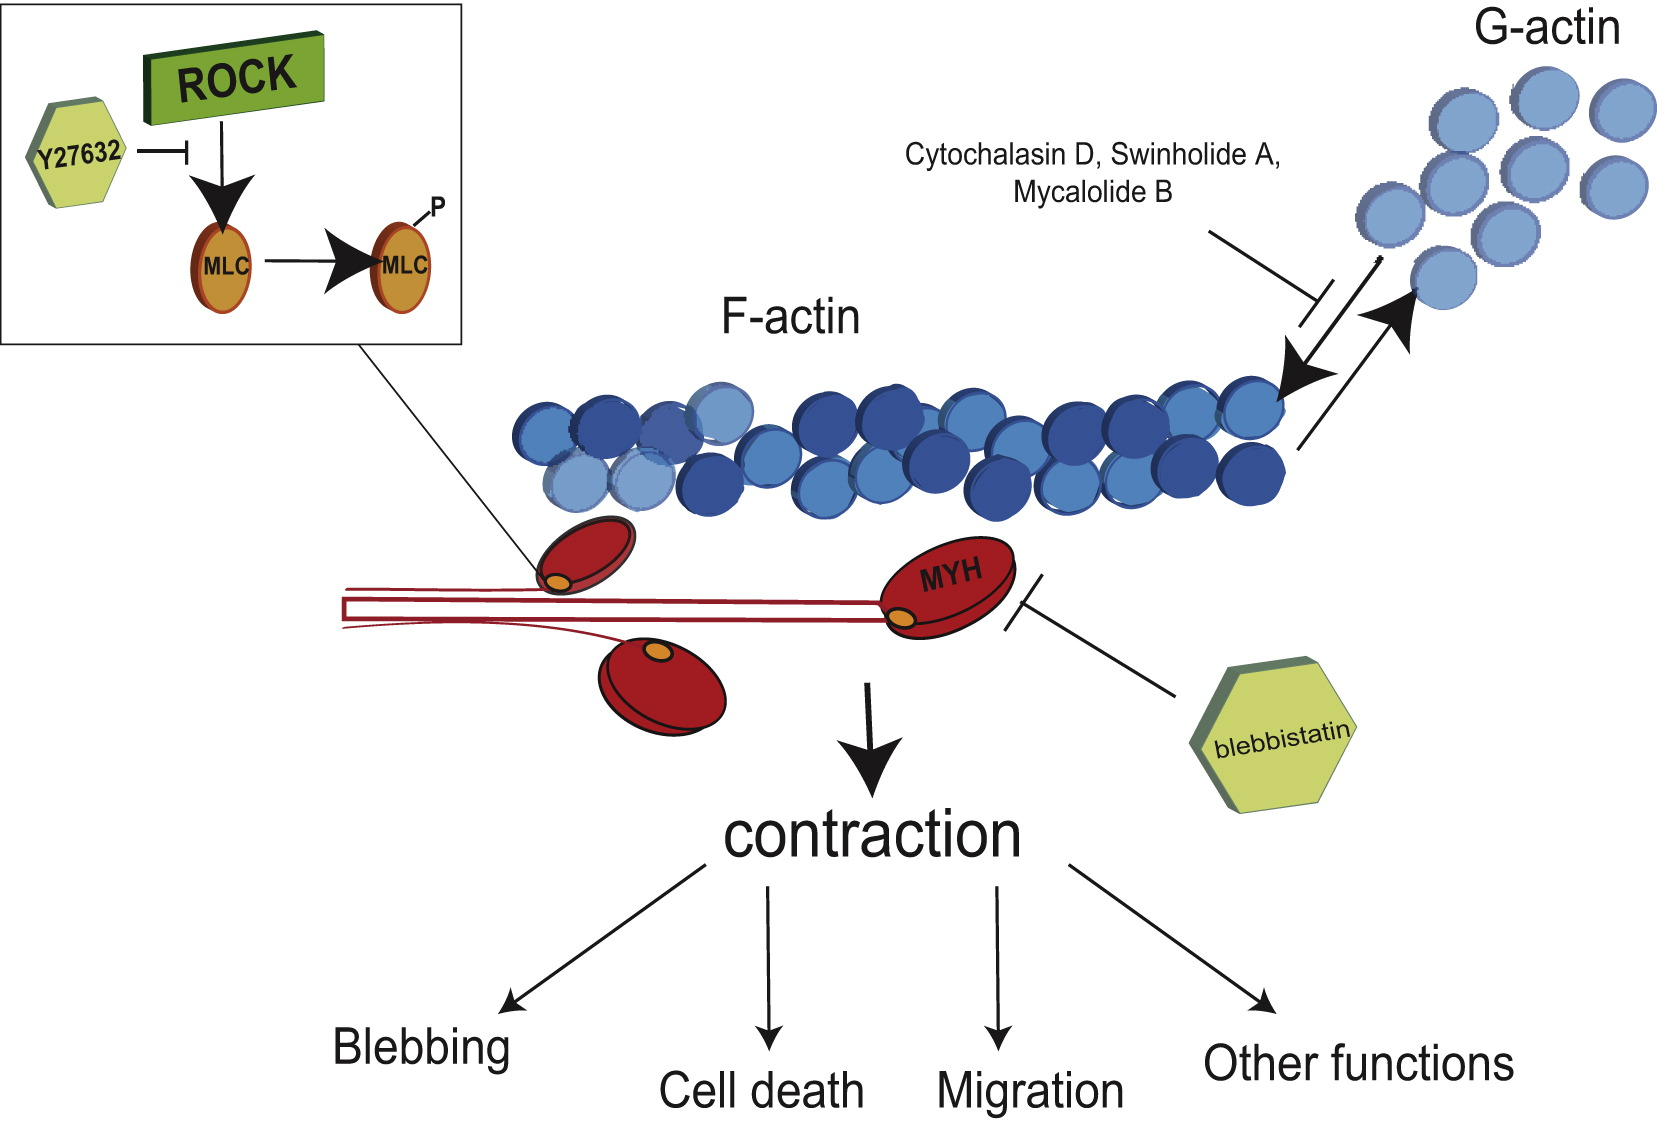 G-actin
ROCK
Y27632
Cytochalasin D, Swinholide A,
Mycalolide B
P
MLC
MLC
F-actin
MYH
blebbistatin
contraction
Blebbing
Cell death
Migration
Other functions